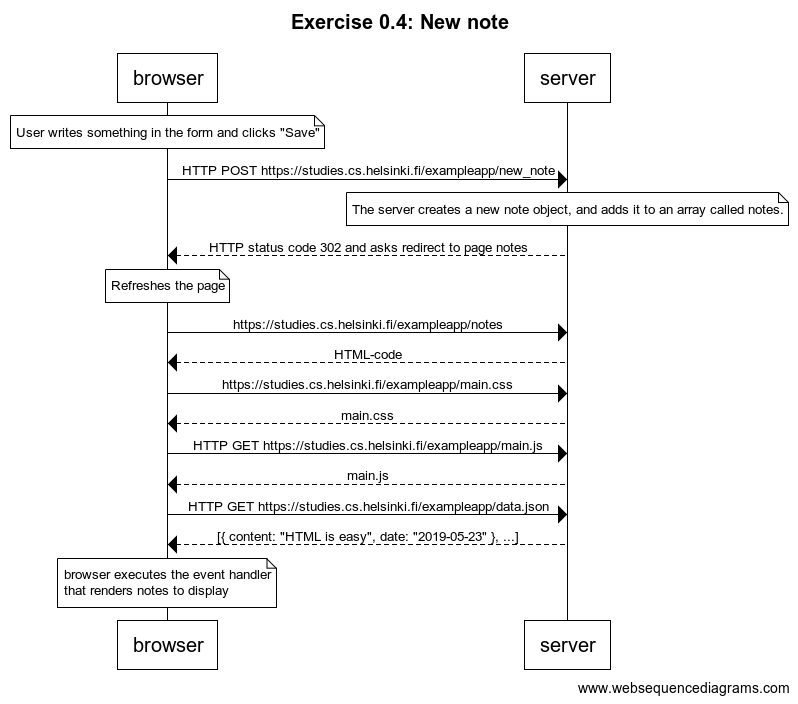 Exercise 0.4: New note
browser
server
User writes something in the form and clicks "Save"
HTTP POST https://studies.cs.helsinki.fi/exampleapp/new_note
The server creates a new note object, and adds it to an array called notes.
HTTP status code 302 and asks redirect to page notes
Refreshes the page
https://studies.cs.helsinki.fi/exampleapp/notes
HTML-code
https://studies.cs.helsinki.fi/exampleapp/main.css
main.css
HTTP GET https://studies.cs.helsinki.fi/exampleapp/main.js
main.js
HTTP GET https://studies.cs.helsinki.fi/exampleapp/data.json
[{ content: "HTML is easy", date: "2019-05-23" }, ...]
browser executes the event handler
that renders notes to display
browser
server
www.websequencediagrams.com